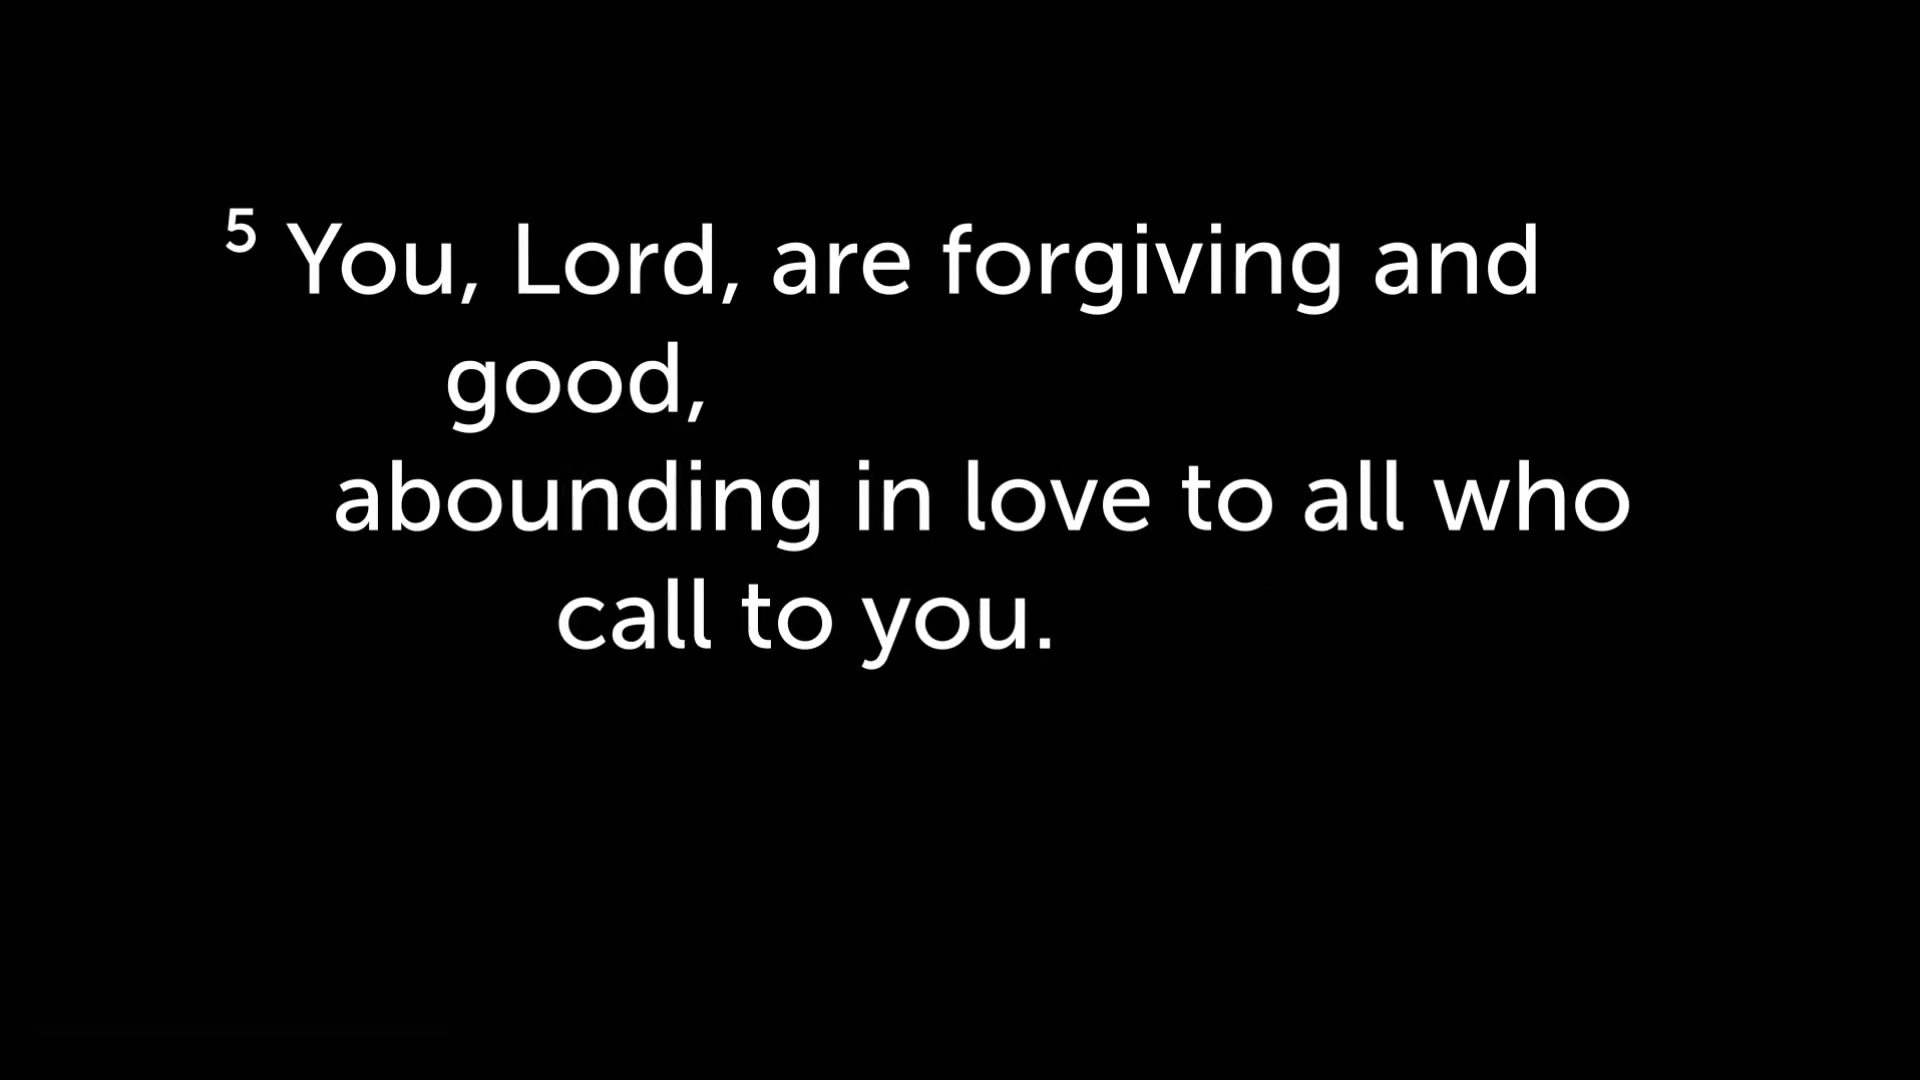 ⁵ You, Lord, are forgiving and
good,
abounding in love to all who
call to you.